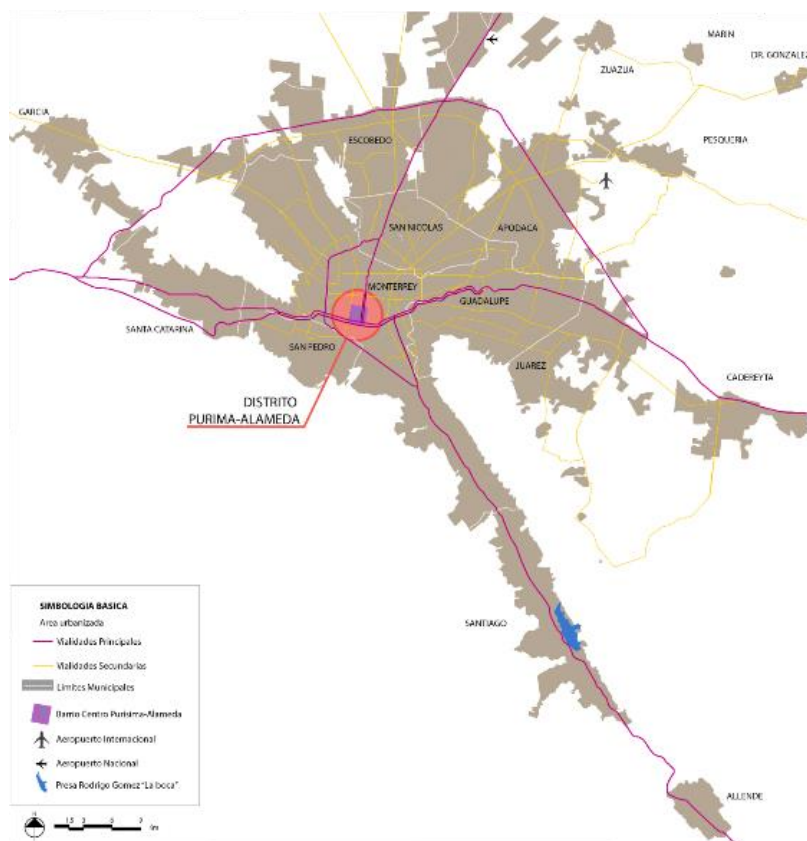 MARIN
DR. GONZALEZ
ZUAZUA
GARCIA
ESCOBEDO
PESQUERIA
SAN NICOLAS
APODACA
MONTERREY
GUADALUPE
SANTA CATARINA
SAN PEDRO
JUAREZ
CADEREYTA
DISTRITO
PURIMA-ALAMEDA
SANTIAGO
ALLENDE
SIMBOLOGIA BASICA
Area urbanizada
Vialidades Principales
Vialidades Secundarias
Limites Municipales
Barrio Centro Purisima-Alameda
Aeropuerto Internacional
Aeropuerto Nacional
Presa Rodrigo Gomez "La boca"